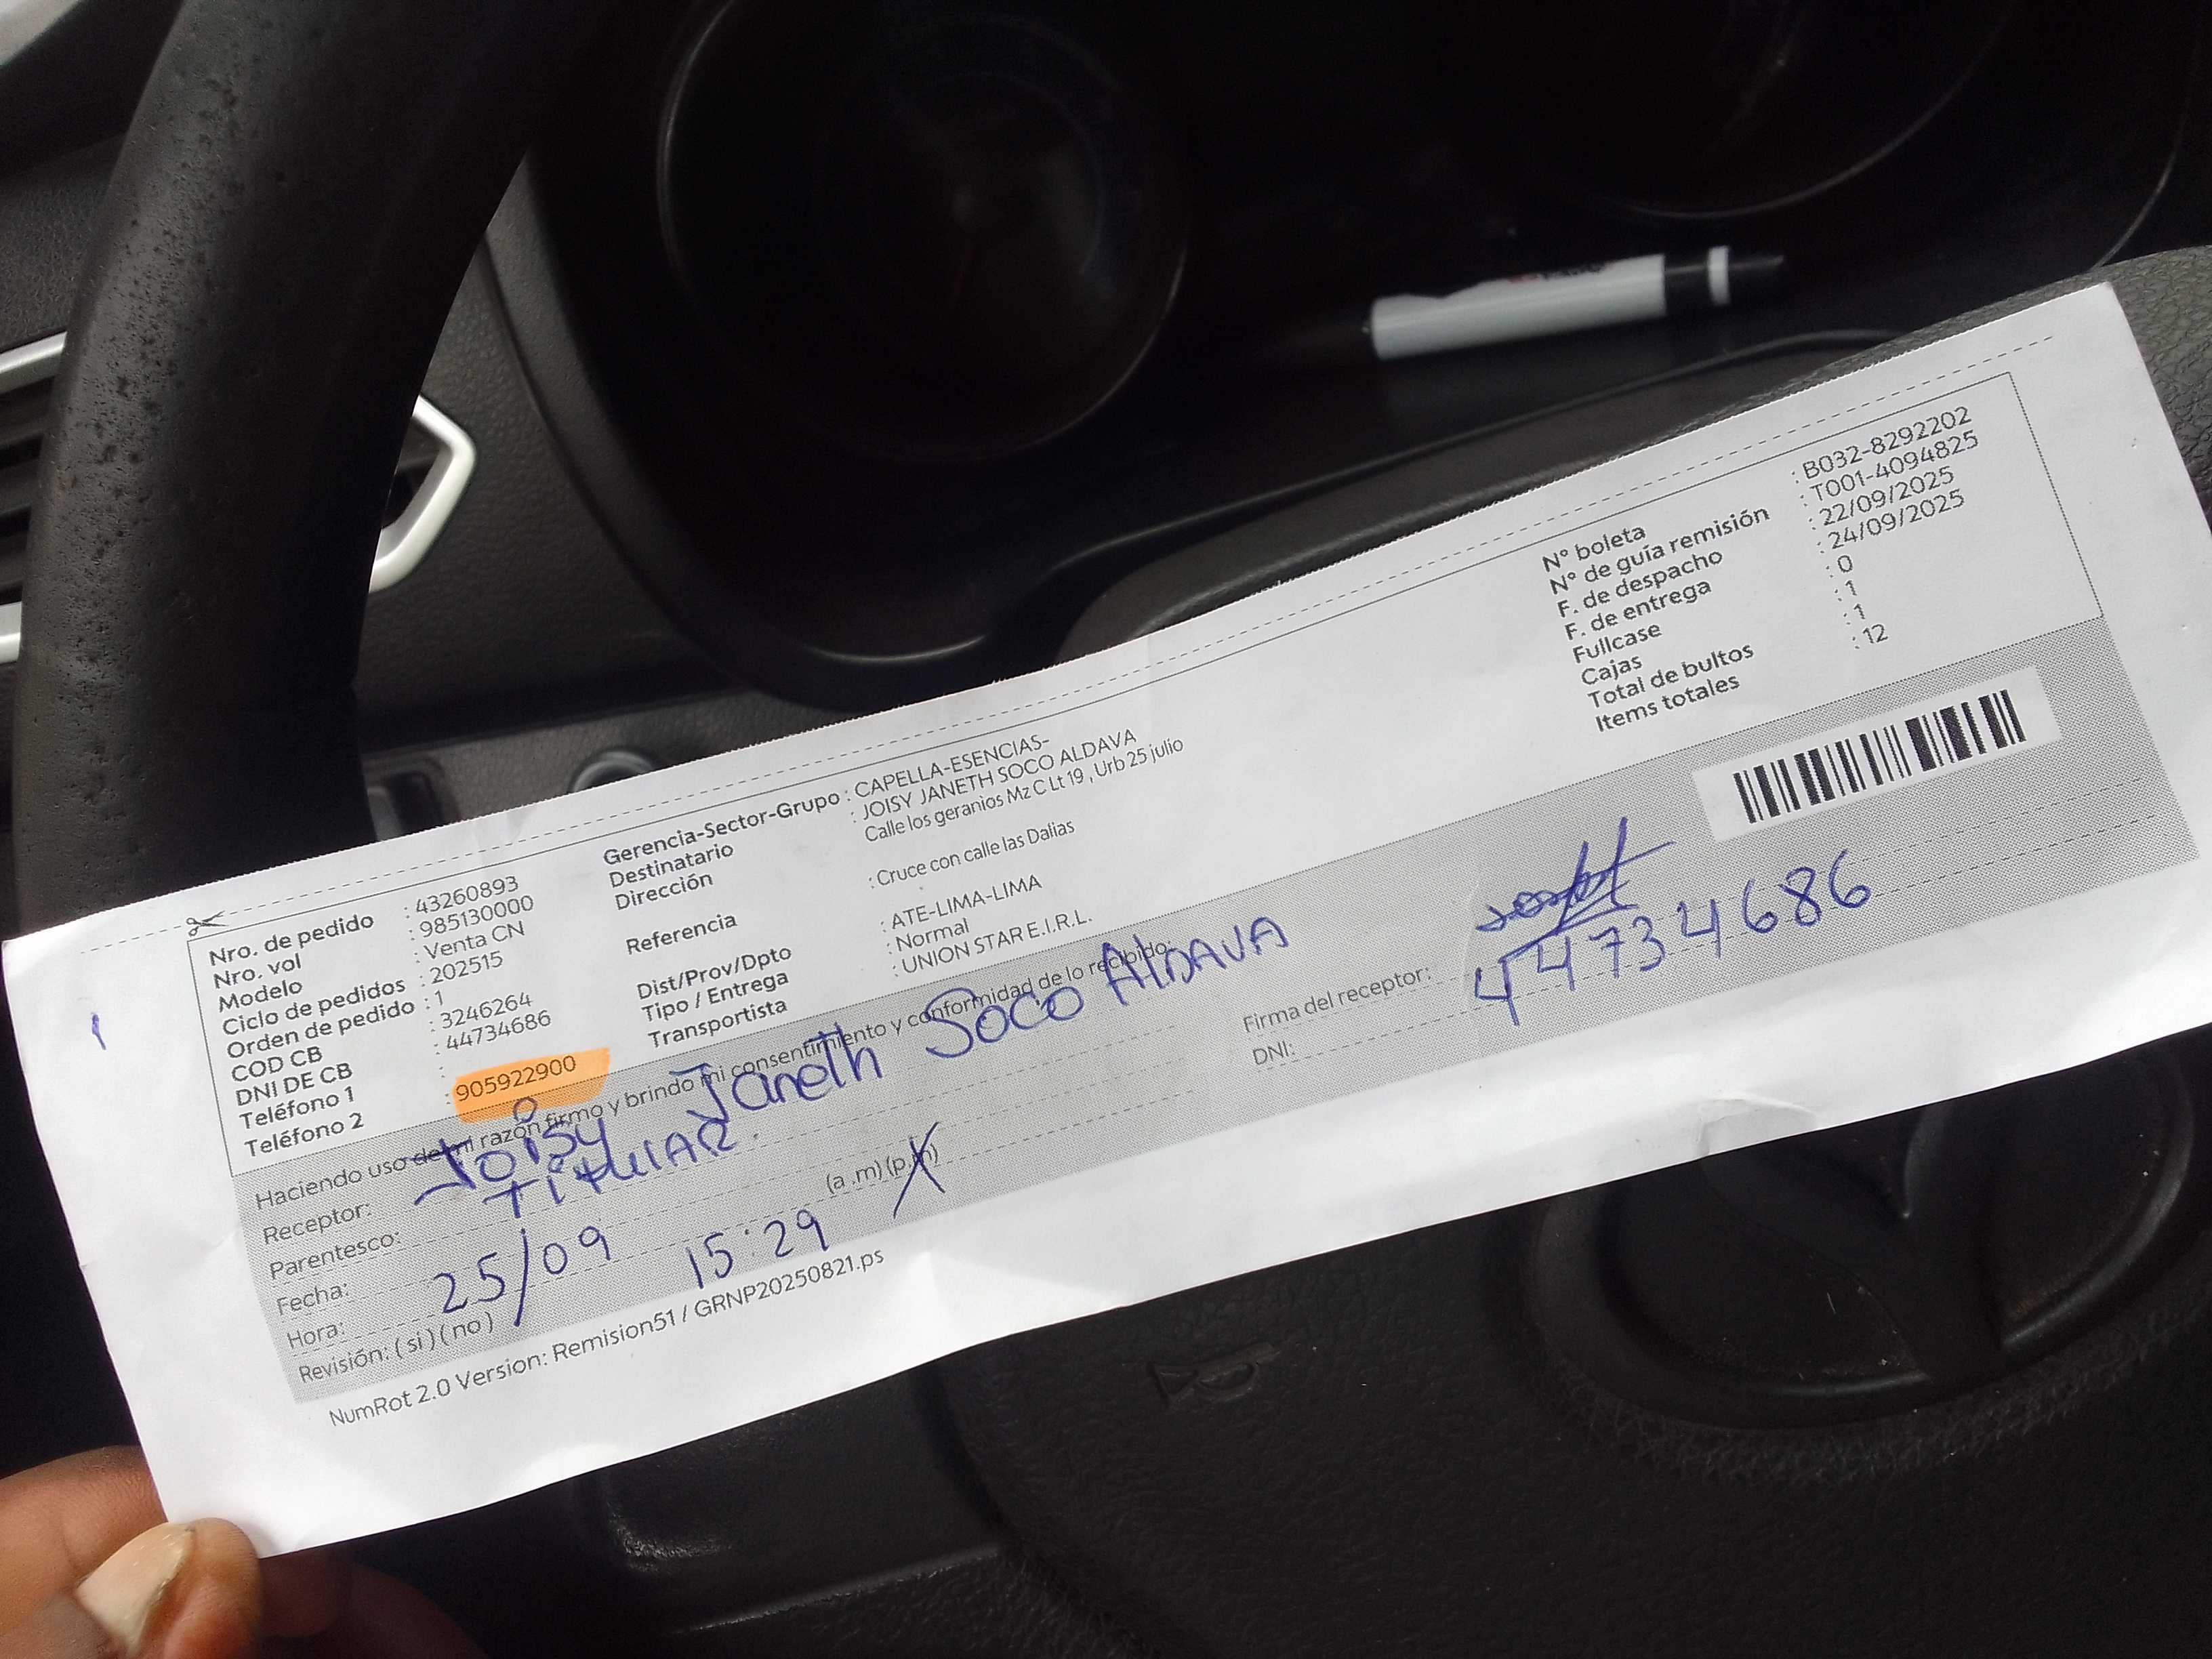 Nro. de pedido : 43260893
Nro. vol : 985130000
Modelo : Venta CN
Ciclo de pedidos : 202515
Orden de pedido : 1
COD CB : 3246264
DNI DE CB : 44734686
Teléfono 1 :
Teléfono 2 : 905922900
Gerencia-Sector-Grupo : CAPELLA-ESENCIAS-
Destinatario : JOISY JANETH SOCO ALDAVA
Dirección Calle los geranios Mz C Lt 19 , Urb 25 julio
Referencia : Cruce con calle las Dalias
Dist/Prov/Dpto : ATE-LIMA-LIMA
Tipo / Entrega : Normal
Transportista : UNION STAR E.I.R.L.
N° boleta : B032-8292202
N° de guía remisión : T001-4094825
F. de despacho : 22/09/2025
F. de entrega : 24/09/2025
Fullcase : 0
Cajas : 1
Total de bultos : 1
Items totales : 12
Haciendo uso de mi razón firmo y brindo mi consentimiento y conformidad de lo recibido:
Receptor: Joisy Janeth Soco AlDAVA
Parentesco: TitulAR.
Fecha: 25/09
Hora: 15:29 (a .m) (p.m)
Revisión: ( si ) ( no )
Firma del receptor:
DNI: 44734686
NumRot 2.0 Version: Remision51 / GRNP20250821.ps